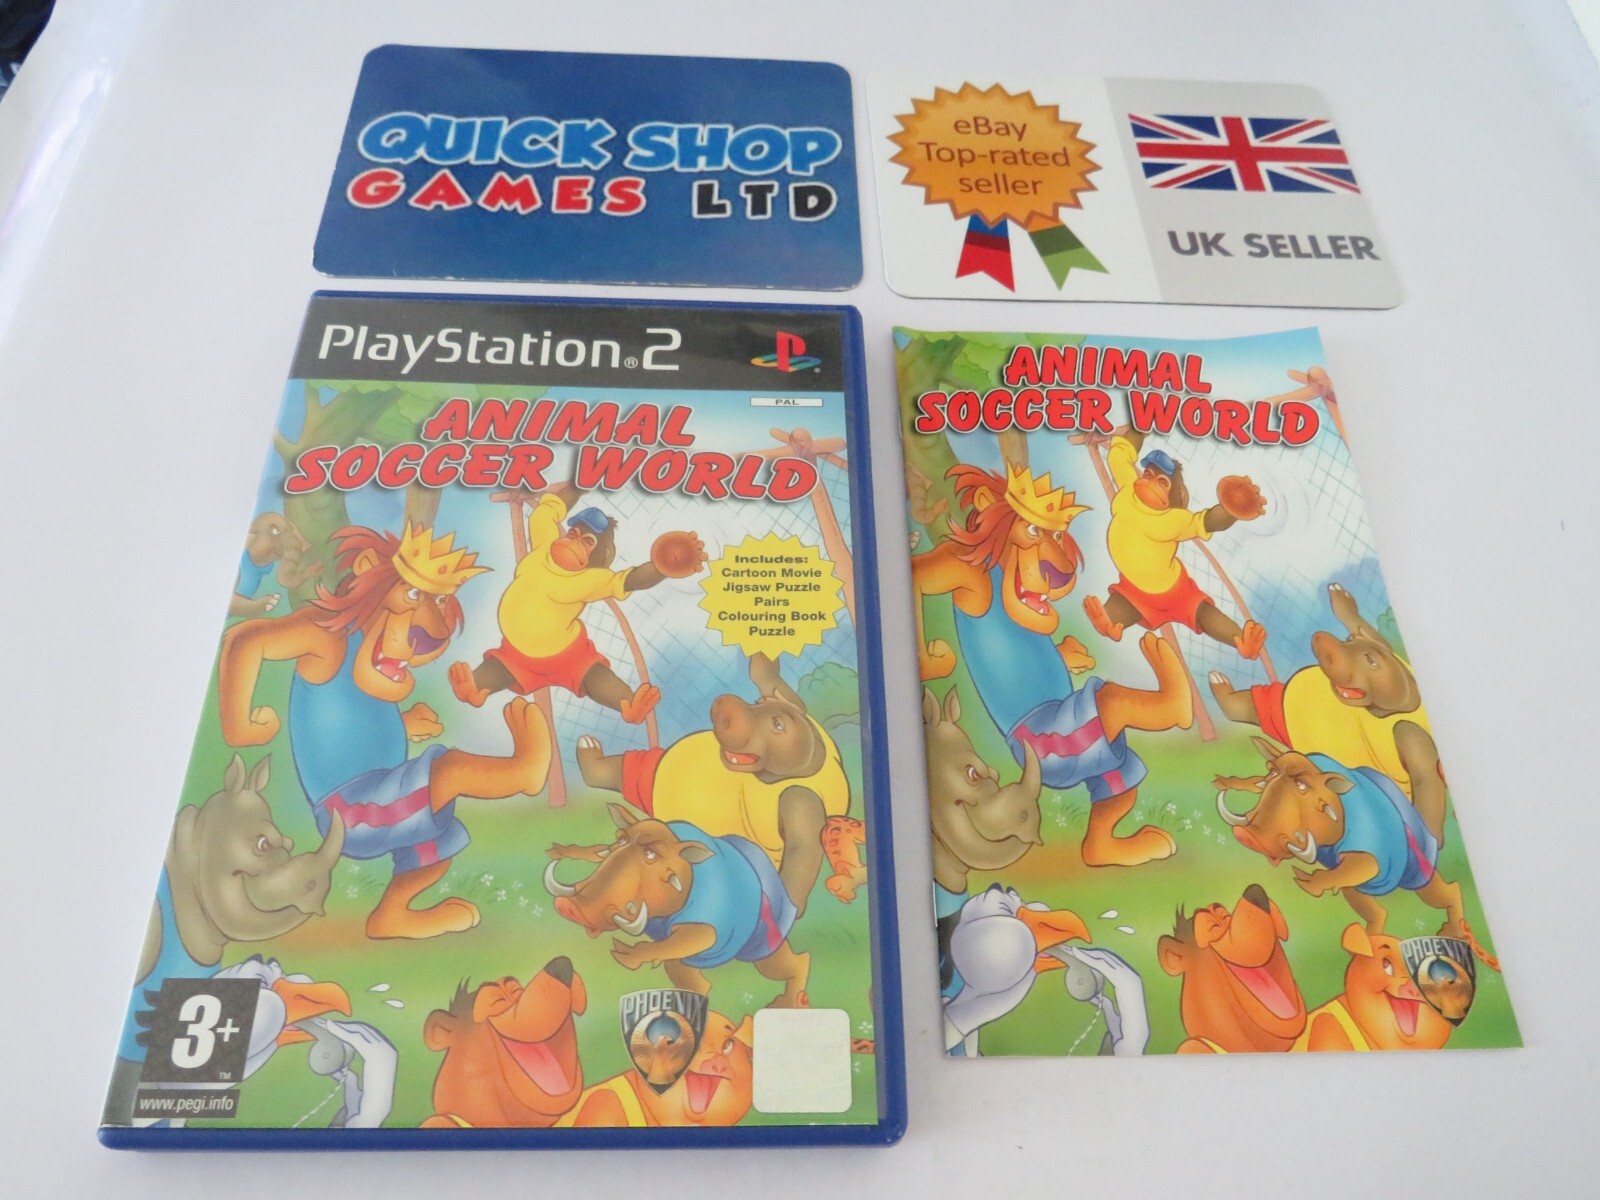 QUICK SHOP
GAMES LTD
eBay
Top-rated
seller
UK SELLER
PlayStation®2
PAL
ANIMAL
SOCCER WORLD
Includes:
Cartoon Movie
Jigsaw Puzzle
Pairs
Colouring Book
Puzzle
3+
TM
www.pegi.info
PHOENIX
ANIMAL
SOCCER WORLD
PHOENIX